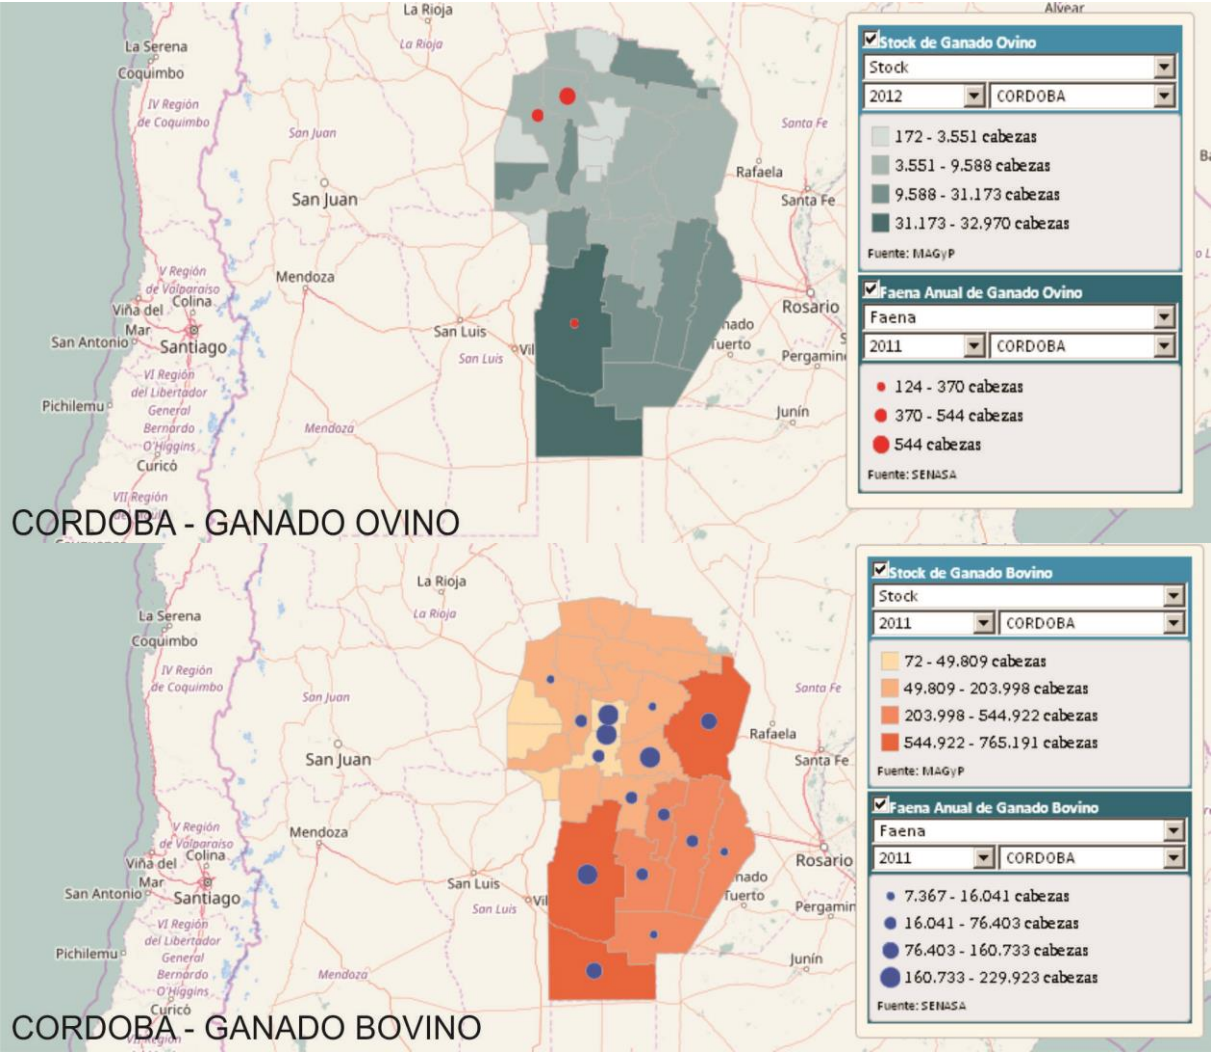 La Rioja
Alvear
La Serena
Coquimbo
La Rioja
IV Región
de Coquimbo
San Juan
San Juan
Santa Fe
Rafaela
Santa Fe
Mendoza
V Región
de Valparaíso
Viña del
Mar
Colina
San Antonio
Santiago
San Luis
San Luis
Vil
Rosario
nado
uerto
Pergamin
VI Región
del Libertador
General
Bernardo
O'Higgins
Pichilemu
Mendoza
Junín
Curicó
VII Región
Stock de Ganado Ovino
Stock
2012 CORDOBA
172 - 3.551 cabezas
3.551 - 9.588 cabezas
9.588 - 31.173 cabezas
31.173 - 32.970 cabezas
Fuente: MAGyP
Faena Anual de Ganado Ovino
Faena
2011 CORDOBA
124 - 370 cabezas
370 - 544 cabezas
544 cabezas
Fuente: SENASA
CORDOBA - GANADO OVINO
La Rioja
La Serena
Coquimbo
La Rioja
IV Región
de Coquimbo
San Juan
San Juan
Santa Fe
Rafaela
Santa Fe
Mendoza
V Región
de Valparaíso
Viña del
Mar
Colina
San Antonio
Santiago
San Luis
San Luis
Vil
Rosario
nado
Tuerto
Pergamin
VI Región
del Libertador
General
Bernardo
O'Higgins
Pichilemu
Mendoza
Junín
Curicó
VII Región
Stock de Ganado Bovino
Stock
2011 CORDOBA
72 - 49.809 cabezas
49.809 - 203.998 cabezas
203.998 - 544.922 cabezas
544.922 - 765.191 cabezas
Fuente: MAGyP
Faena Anual de Ganado Bovino
Faena
2011 CORDOBA
7.367 - 16.041 cabezas
16.041 - 76.403 cabezas
76.403 - 160.733 cabezas
160.733 - 229.923 cabezas
Fuente: SENASA
CORDOBA - GANADO BOVINO